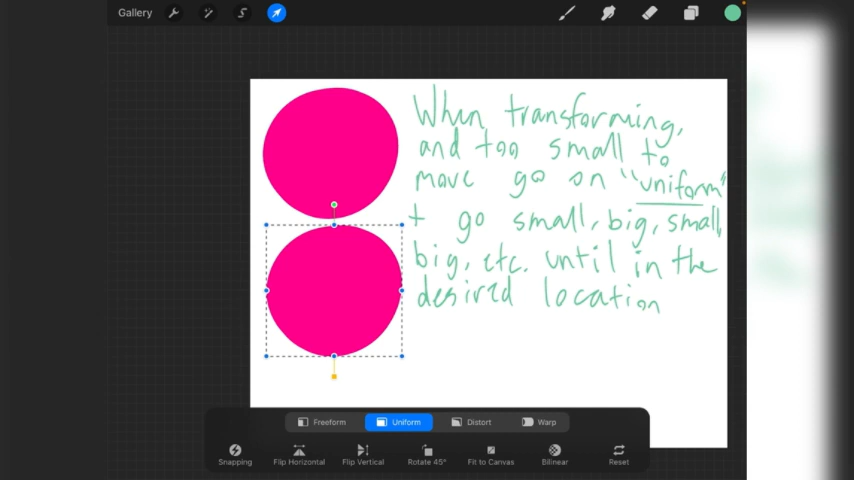 Gallery
When transforming,
and too small to
move go on "uniform"
+ go small, big, small,
big, etc. until in the
desired location
Freeform Uniform Distort Warp
Snapping Flip Horizontal Flip Vertical Rotate 45° Fit to Canvas Bilinear Reset